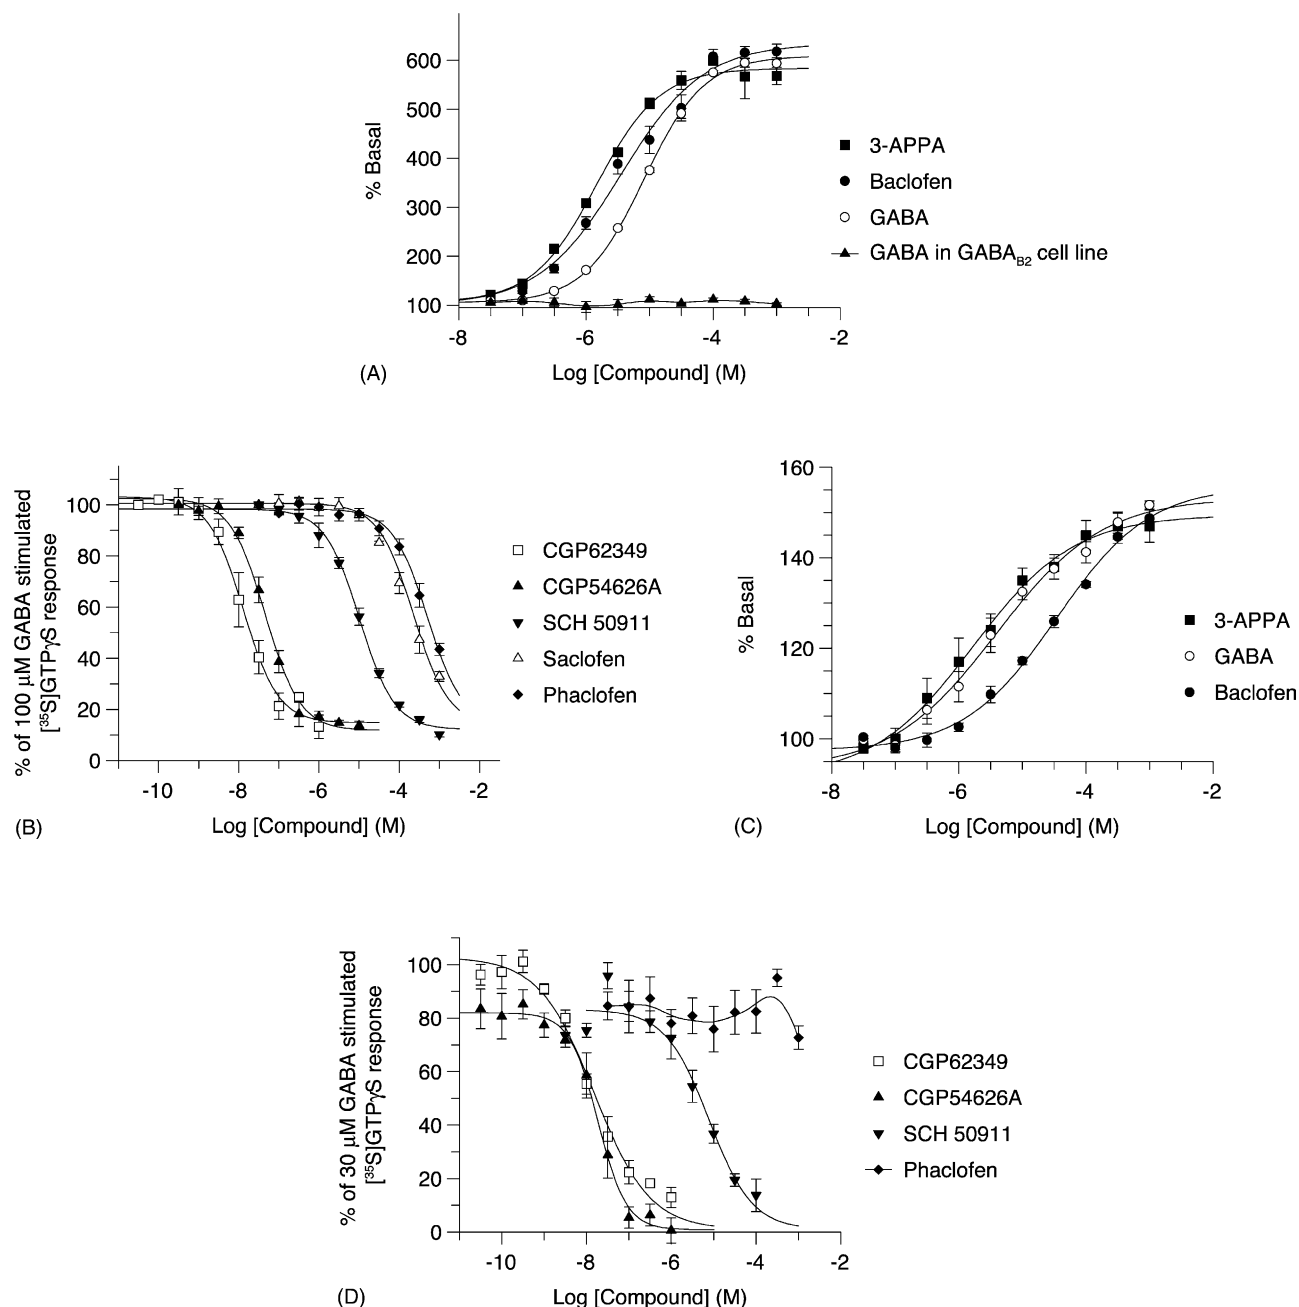 600
500
400
300
200
100
% Basal
-8
-6
-4
-2
Log [Compound] (M)
(A)
3-APPA
Baclofen
GABA
GABA in GABAB2 cell line
% of 100 μM GABA stimulated
[35S]GTPγS response
100
80
60
40
20
0
-10
-8
-6
-4
-2
Log [Compound] (M)
(B)
CGP62349
CGP54626A
SCH 50911
Saclofen
Phaclofen
% Basal
160
140
120
100
-8
-6
-4
-2
Log [Compound] (M)
(C)
3-APPA
GABA
Baclofen
% of 30 μM GABA stimulated
[35S]GTPγS response
100
80
60
40
20
0
-10
-8
-6
-4
-2
Log [Compound] (M)
(D)
CGP62349
CGP54626A
SCH 50911
Phaclofen